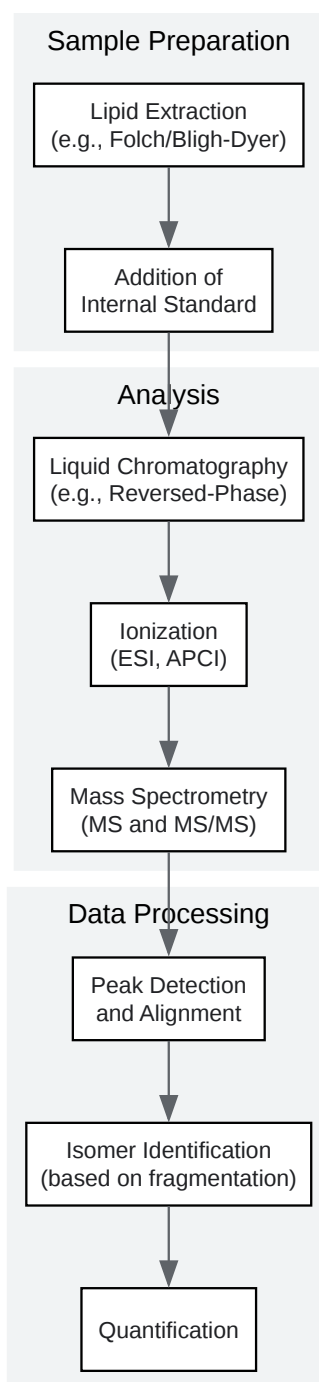 Sample Preparation
Lipid Extraction
(e.g., Folch/Bligh-Dyer)
Addition of
Internal Standard
Analysis
Liquid Chromatography
(e.g., Reversed-Phase)
Ionization
(ESI, APCI)
Mass Spectrometry
(MS and MS/MS)
Data Processing
Peak Detection
and Alignment
Isomer Identification
(based on fragmentation)
Quantification